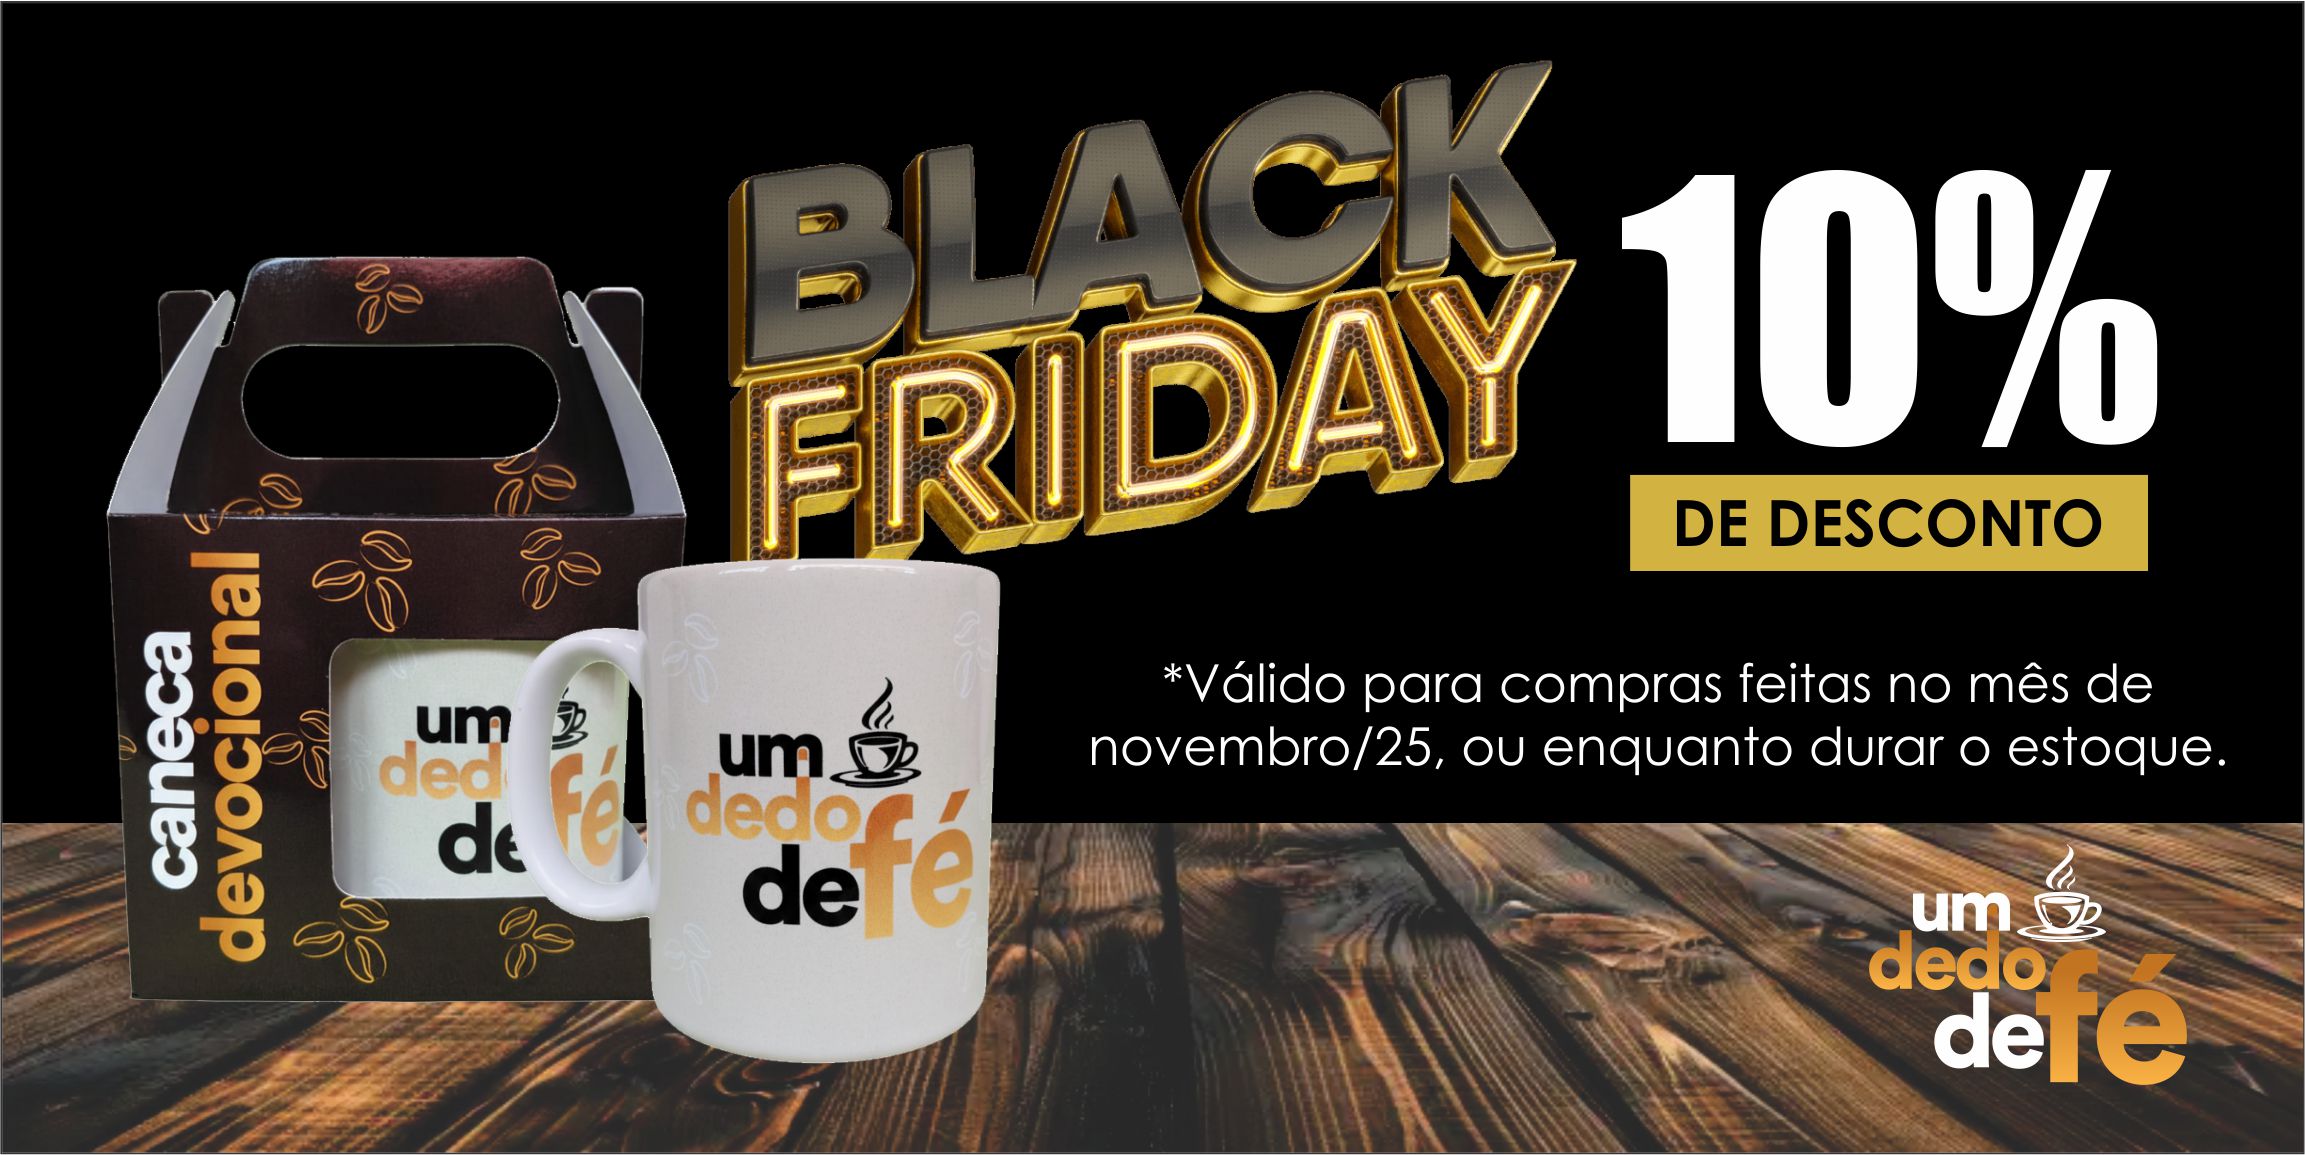 BLACK
FRIDAY
10%
DE DESCONTO
*Válido para compras feitas no mês de
novembro/25, ou enquanto durar o estoque.
caneca
devocional
um
ded
de fé
um
dedo
de fé
um
dedo
de fé